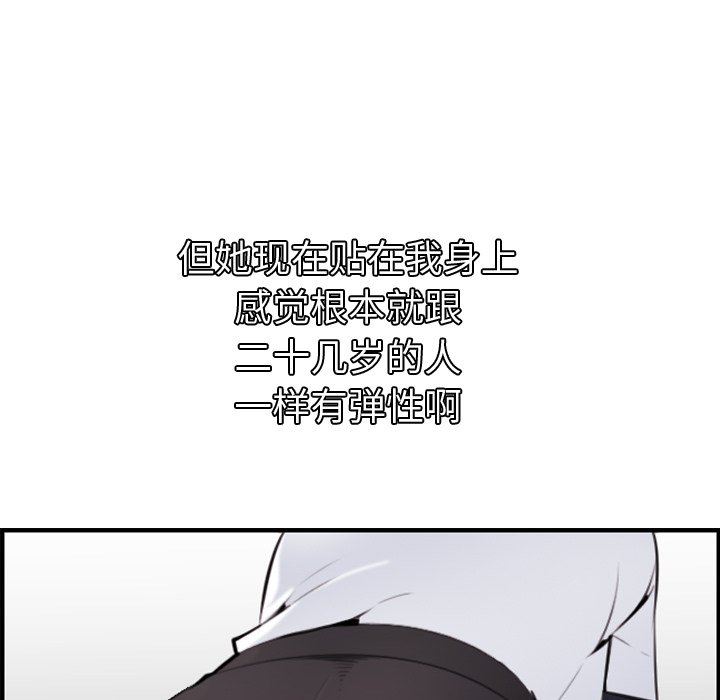 但她现在贴在我身上
感觉根本就跟
二十几岁的人
一样有弹性啊